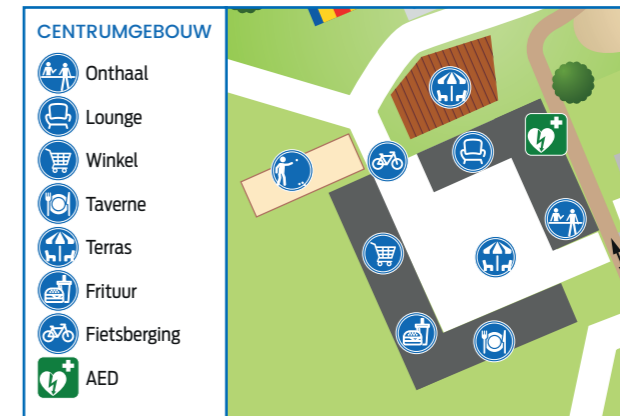 CENTRUMGEBOUW
Onthaal
Lounge
Winkel
Taverne
Terras
Frituur
Fietsberging
AED